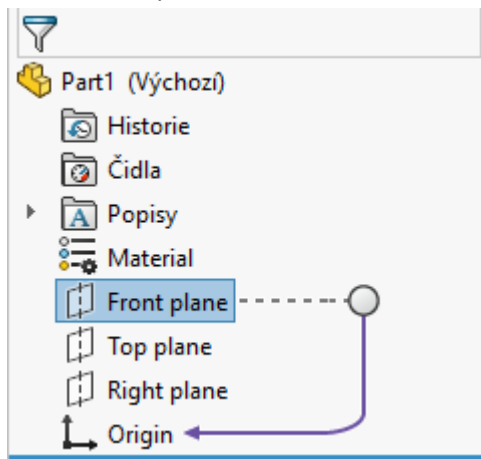 Part1 (Výchozí)
Historie
Čidla
A Popisy
Material
Front plane
Top plane
Right plane
Origin